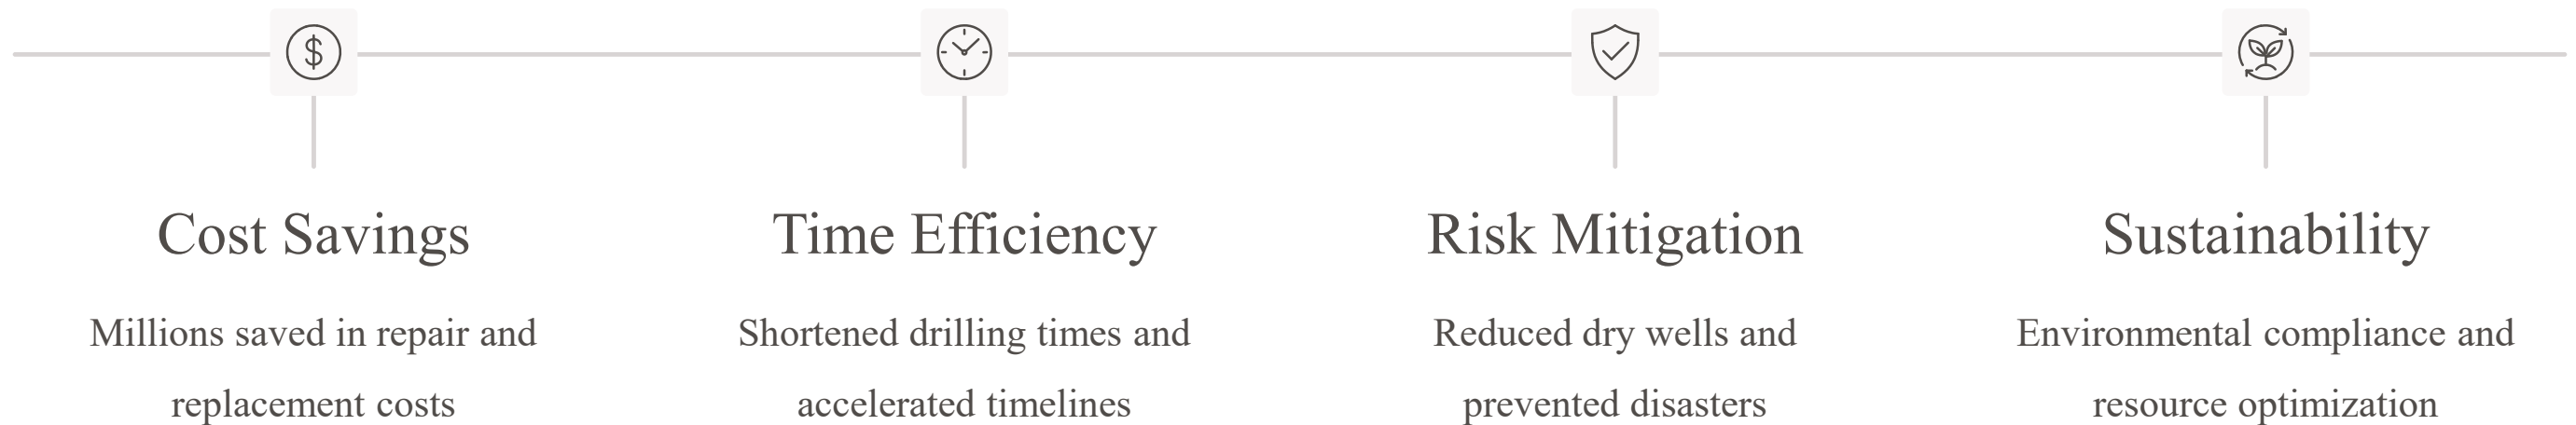 Cost Savings
Millions saved in repair and
replacement costs
Time Efficiency
Shortened drilling times and
accelerated timelines
Risk Mitigation
Reduced dry wells and
prevented disasters
Sustainability
Environmental compliance and
resource optimization